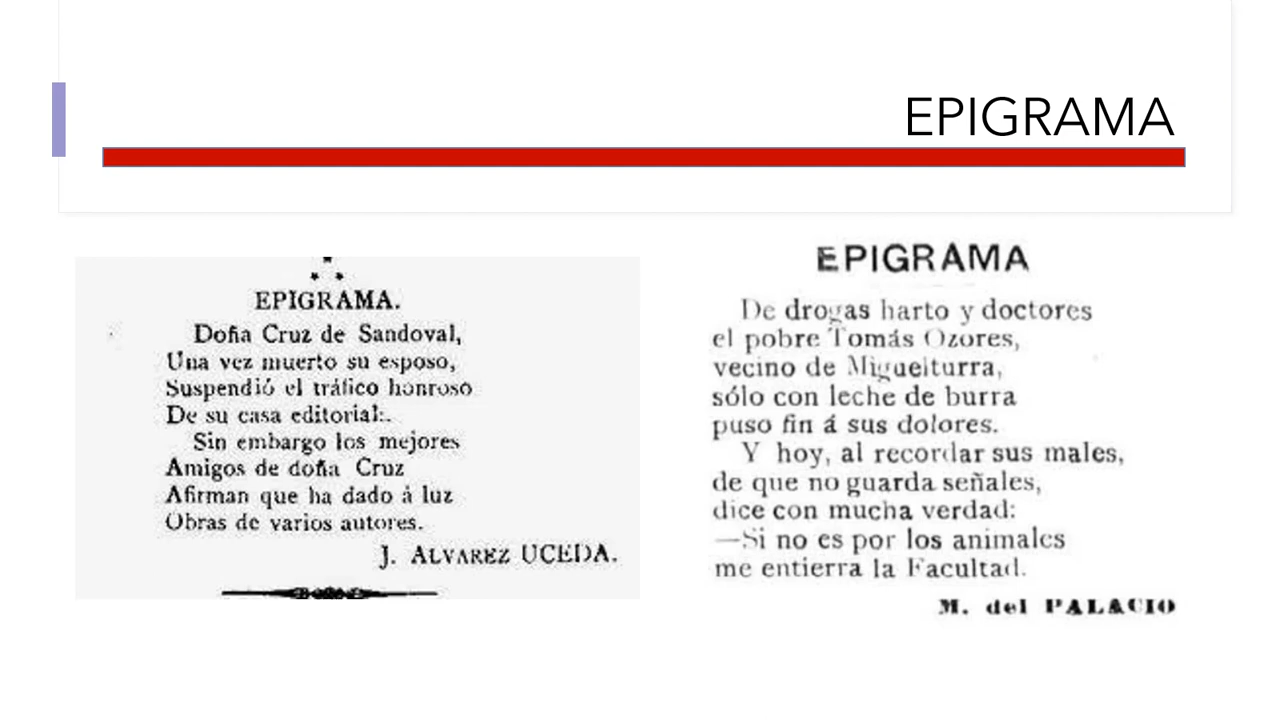 EPIGRAMA
EPIGRAMA.
Doña Cruz de Sandoval,
Una vez muerto su esposo,
Suspendió el tráfico honroso
De su casa editorial:.
Sin embargo los mejores
Amigos de doña Cruz
Afirman que ha dado á luz
Obras de varios autores.
J. ALVAREZ UCEDA.
EPIGRAMA
De drogas harto y doctores
el pobre Tomás Ozores,
vecino de Miguelturra,
sólo con leche de burra
puso fin á sus dolores.
Y hoy, al recordar sus males,
de que no guarda señales,
dice con mucha verdad:
—Si no es por los animales
me entierra la Facultad.
M. del PALACIO